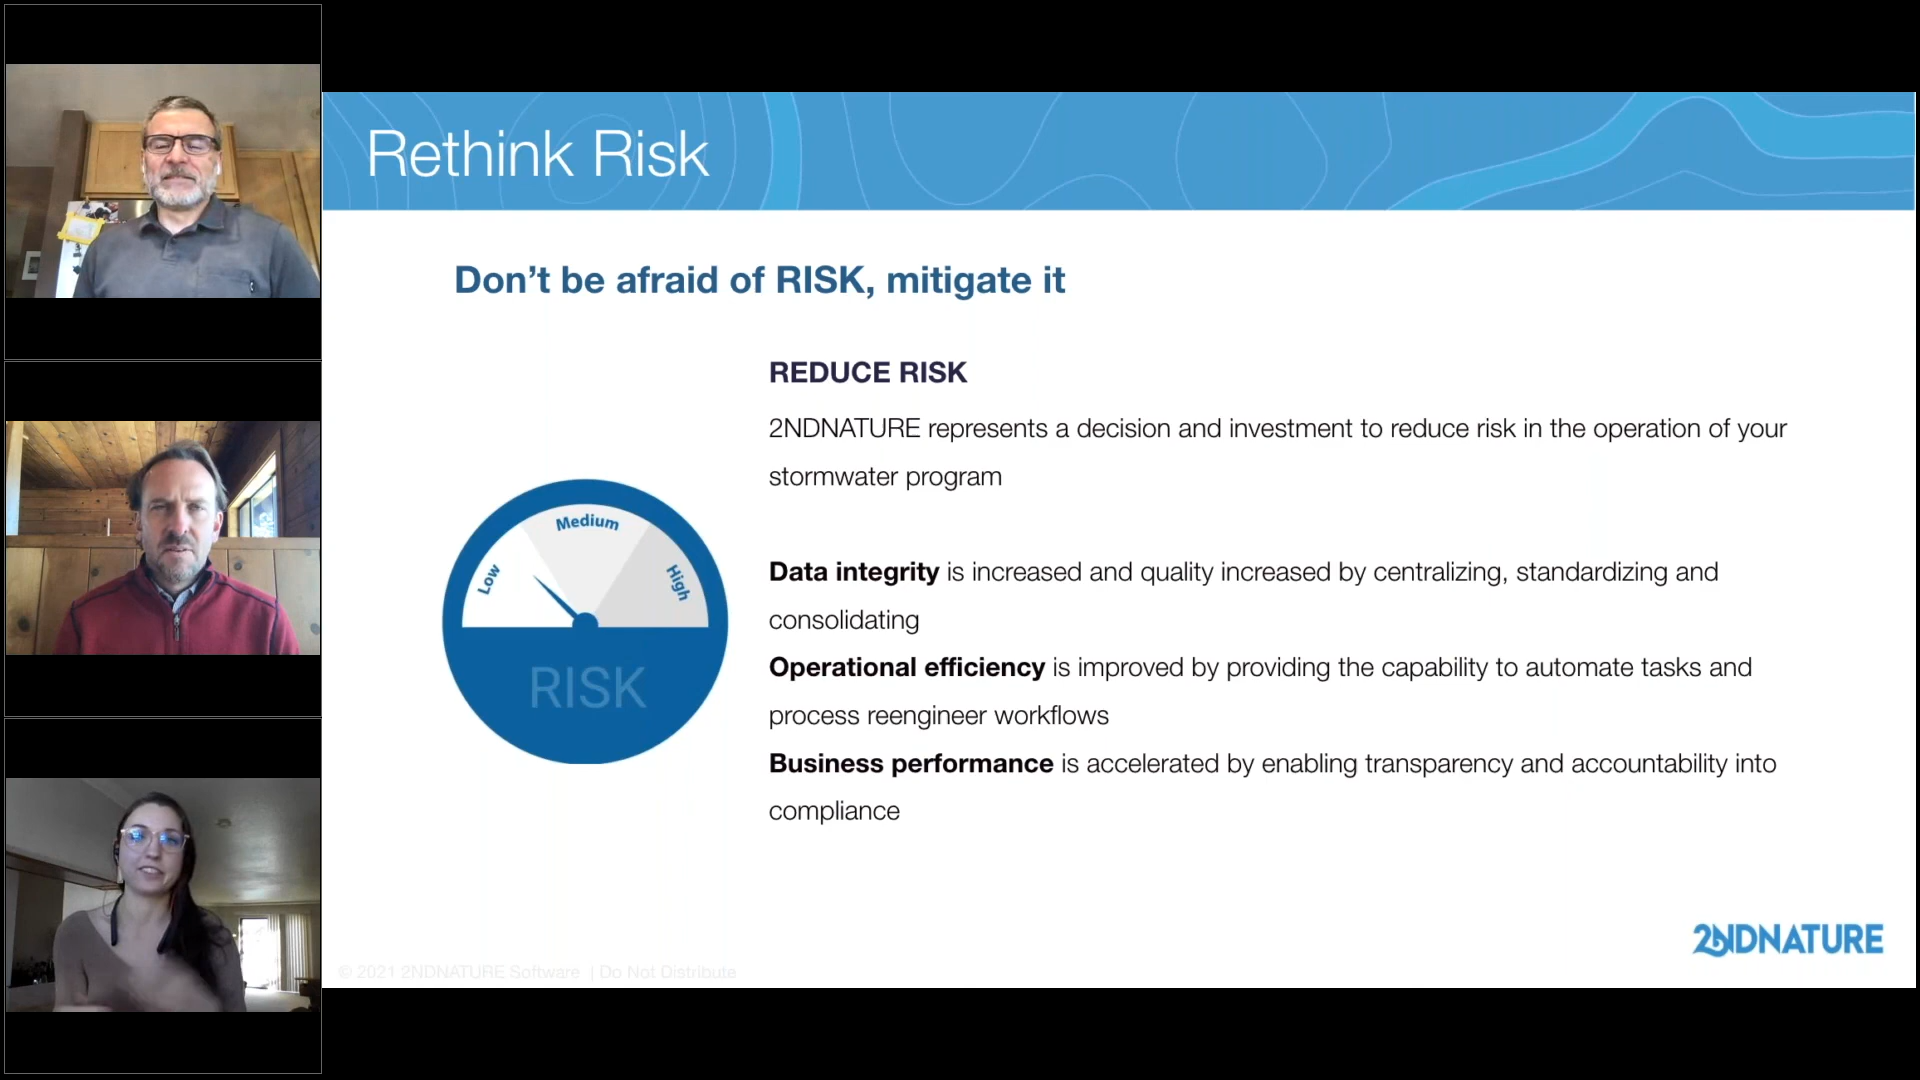 Rethink Risk
Don’t be afraid of RISK, mitigate it
REDUCE RISK
2NDNATURE represents a decision and investment to reduce risk in the operation of your
stormwater program
Data integrity is increased and quality increased by centralizing, standardizing and
consolidating
Operational efficiency is improved by providing the capability to automate tasks and
process reengineer workflows
Business performance is accelerated by enabling transparency and accountability into
compliance
Low
Medium
High
RISK
2NDNATURE
© 2021 2NDNATURE Software | Do Not Distribute